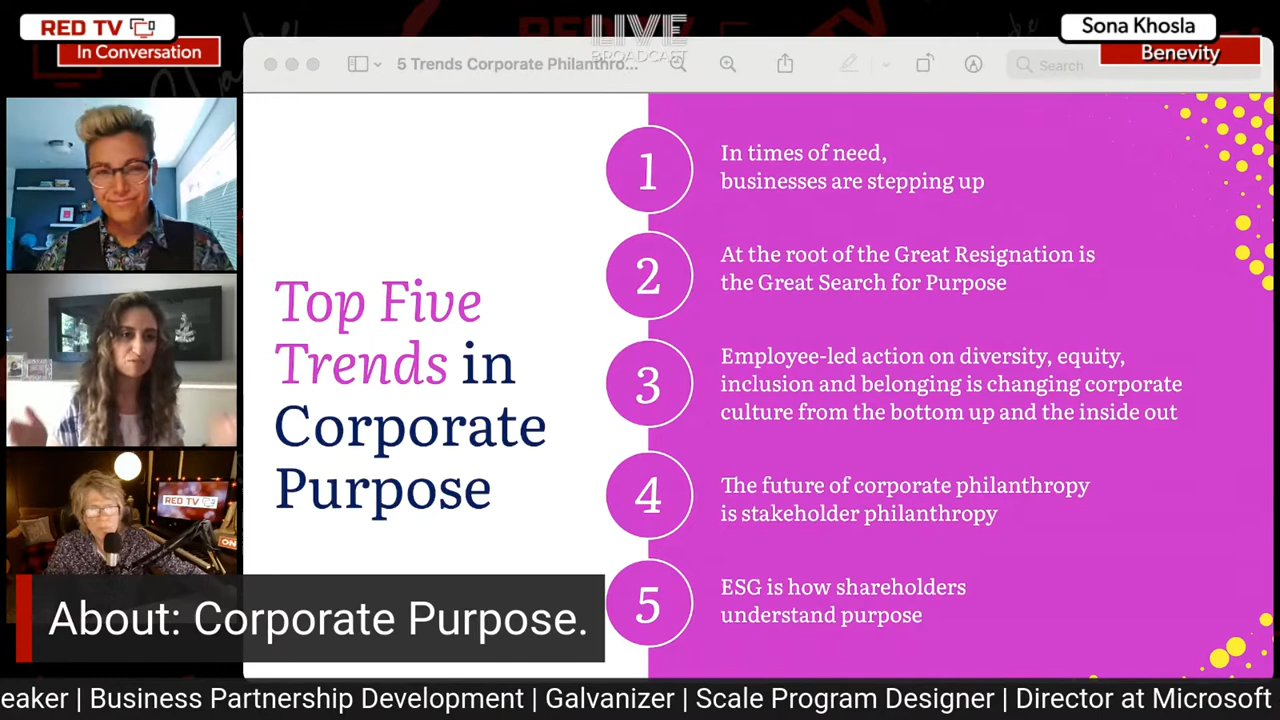 RED TV
In Conversation
LIVE
BROADCAST
Sona Khosla
Benevity
5 Trends Corporate Philanthro...
Search
Top Five
Trends in
Corporate
Purpose
1
In times of need,
businesses are stepping up
2
At the root of the Great Resignation is
the Great Search for Purpose
3
Employee-led action on diversity, equity,
inclusion and belonging is changing corporate
culture from the bottom up and the inside out
4
The future of corporate philanthropy
is stakeholder philanthropy
5
ESG is how shareholders
understand purpose
RED TV
ON
About: Corporate Purpose.
eaker | Business Partnership Development | Galvanizer | Scale Program Designer | Director at Microsoft